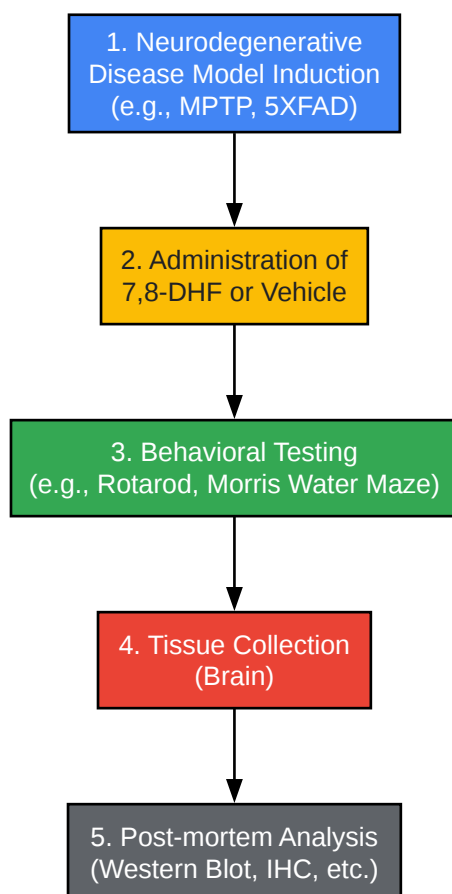 1. Neurodegenerative
Disease Model Induction
(e.g., MPTP, 5XFAD)
2. Administration of
7,8-DHF or Vehicle
3. Behavioral Testing
(e.g., Rotarod, Morris Water Maze)
4. Tissue Collection
(Brain)
5. Post-mortem Analysis
(Western Blot, IHC, etc.)